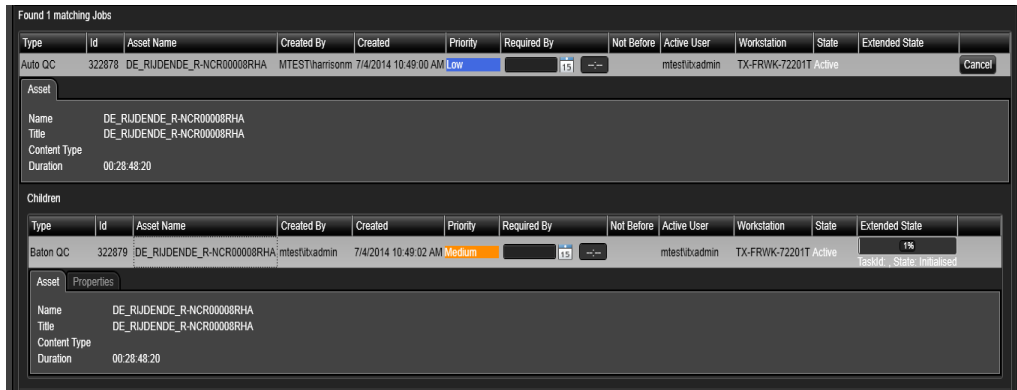 Found 1 matching Jobs
Type Id Asset Name Created By Created Priority Required By Not Before Active User Workstation State Extended State
Auto QC 322878 DE_RIJDENDE_R-NCR00008RHA MTEST\harrisonm 7/4/2014 10:49:00 AM Low 15 --:-- mtest\itxadmin TX-FRWK-72201T Active Cancel
Asset
Name DE_RIJDENDE_R-NCR00008RHA
Title DE_RIJDENDE_R-NCR00008RHA
Content Type
Duration 00:28:48:20
Children
Type Id Asset Name Created By Created Priority Required By Not Before Active User Workstation State Extended State
Baton QC 322879 DE_RIJDENDE_R-NCR00008RHA mtest\itxadmin 7/4/2014 10:49:02 AM Medium 15 --:-- mtest\itxadmin TX-FRWK-72201T Active 1%
TaskId: , State: Initialised
Asset Properties
Name DE_RIJDENDE_R-NCR00008RHA
Title DE_RIJDENDE_R-NCR00008RHA
Content Type
Duration 00:28:48:20